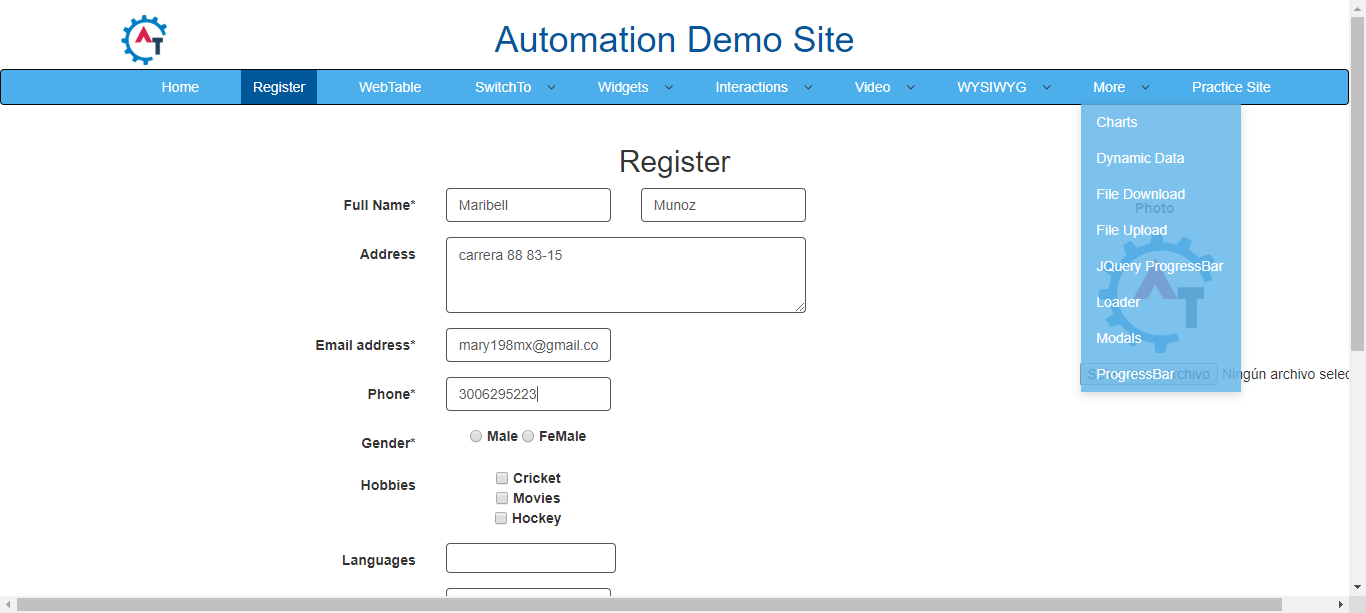 AT
Automation Demo Site
Home Register WebTable SwitchTo Widgets Interactions Video WYSIWYG More Practice Site
Charts
Dynamic Data
File Download
File Upload
JQuery ProgressBar
Loader
Modals
ProgressBar
Register
Full Name* Maribell Munoz
Photo
Address carrera 88 83-15
Email address* mary198mx@gmail.co
Ningún archivo selec
Phone* 3006295223
Gender* Male FeMale
Hobbies Cricket
Movies
Hockey
Languages